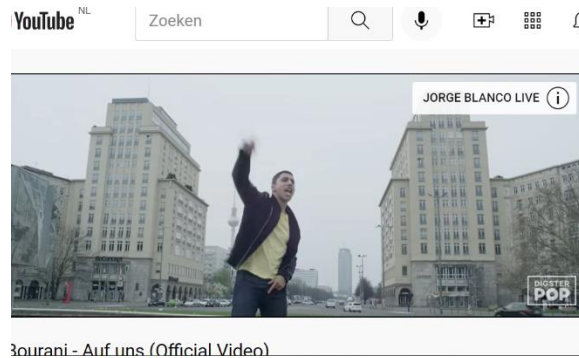 YouTube NL
Zoeken
JORGE BLANCO LIVE i
DIGSTER
POP
Bourani - Auf uns (Official Video)